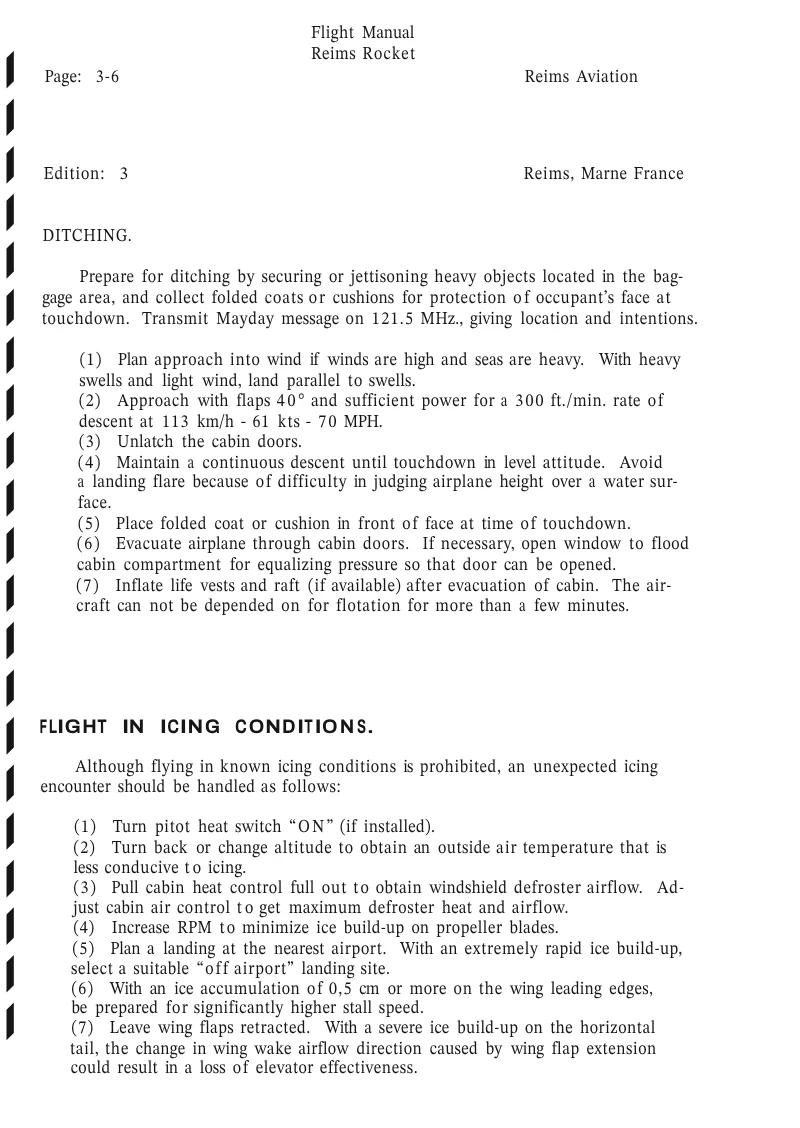 Flight Manual
Reims Rocket
Page: 3-6 Reims Aviation
Edition: 3 Reims, Marne France
DITCHING.
Prepare for ditching by securing or jettisoning heavy objects located in the bag-
gage area, and collect folded coats or cushions for protection of occupant's face at
touchdown. Transmit Mayday message on 121.5 MHz., giving location and intentions.
(1) Plan approach into wind if winds are high and seas are heavy. With heavy
swells and light wind, land parallel to swells.
(2) Approach with flaps 40° and sufficient power for a 300 ft./min. rate of
descent at 113 km/h - 61 kts - 70 MPH.
(3) Unlatch the cabin doors.
(4) Maintain a continuous descent until touchdown in level attitude. Avoid
a landing flare because of difficulty in judging airplane height over a water sur-
face.
(5) Place folded coat or cushion in front of face at time of touchdown.
(6) Evacuate airplane through cabin doors. If necessary, open window to flood
cabin compartment for equalizing pressure so that door can be opened.
(7) Inflate life vests and raft (if available) after evacuation of cabin. The air-
craft can not be depended on for flotation for more than a few minutes.
FLIGHT IN ICING CONDITIONS.
Although flying in known icing conditions is prohibited, an unexpected icing
encounter should be handled as follows:
(1) Turn pitot heat switch “ON” (if installed).
(2) Turn back or change altitude to obtain an outside air temperature that is
less conducive to icing.
(3) Pull cabin heat control full out to obtain windshield defroster airflow. Ad-
just cabin air control to get maximum defroster heat and airflow.
(4) Increase RPM to minimize ice build-up on propeller blades.
(5) Plan a landing at the nearest airport. With an extremely rapid ice build-up,
select a suitable “off airport” landing site.
(6) With an ice accumulation of 0,5 cm or more on the wing leading edges,
be prepared for significantly higher stall speed.
(7) Leave wing flaps retracted. With a severe ice build-up on the horizontal
tail, the change in wing wake airflow direction caused by wing flap extension
could result in a loss of elevator effectiveness.